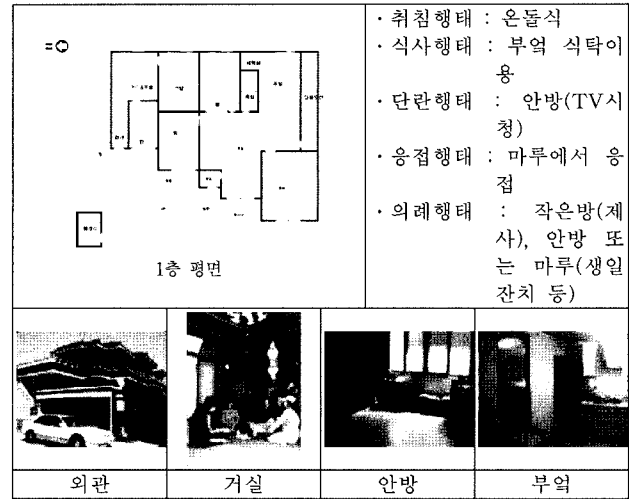 · 취침행태 : 온돌식
· 식사행태 : 부엌 식탁이
용
· 단란행태 : 안방(TV시
청)
· 응접행태 : 마루에서 응
접
· 의례행태 : 작은방(제
사), 안방 또
는 마루(생일
잔치 등)
1층 평면
외관 거실 안방 부엌